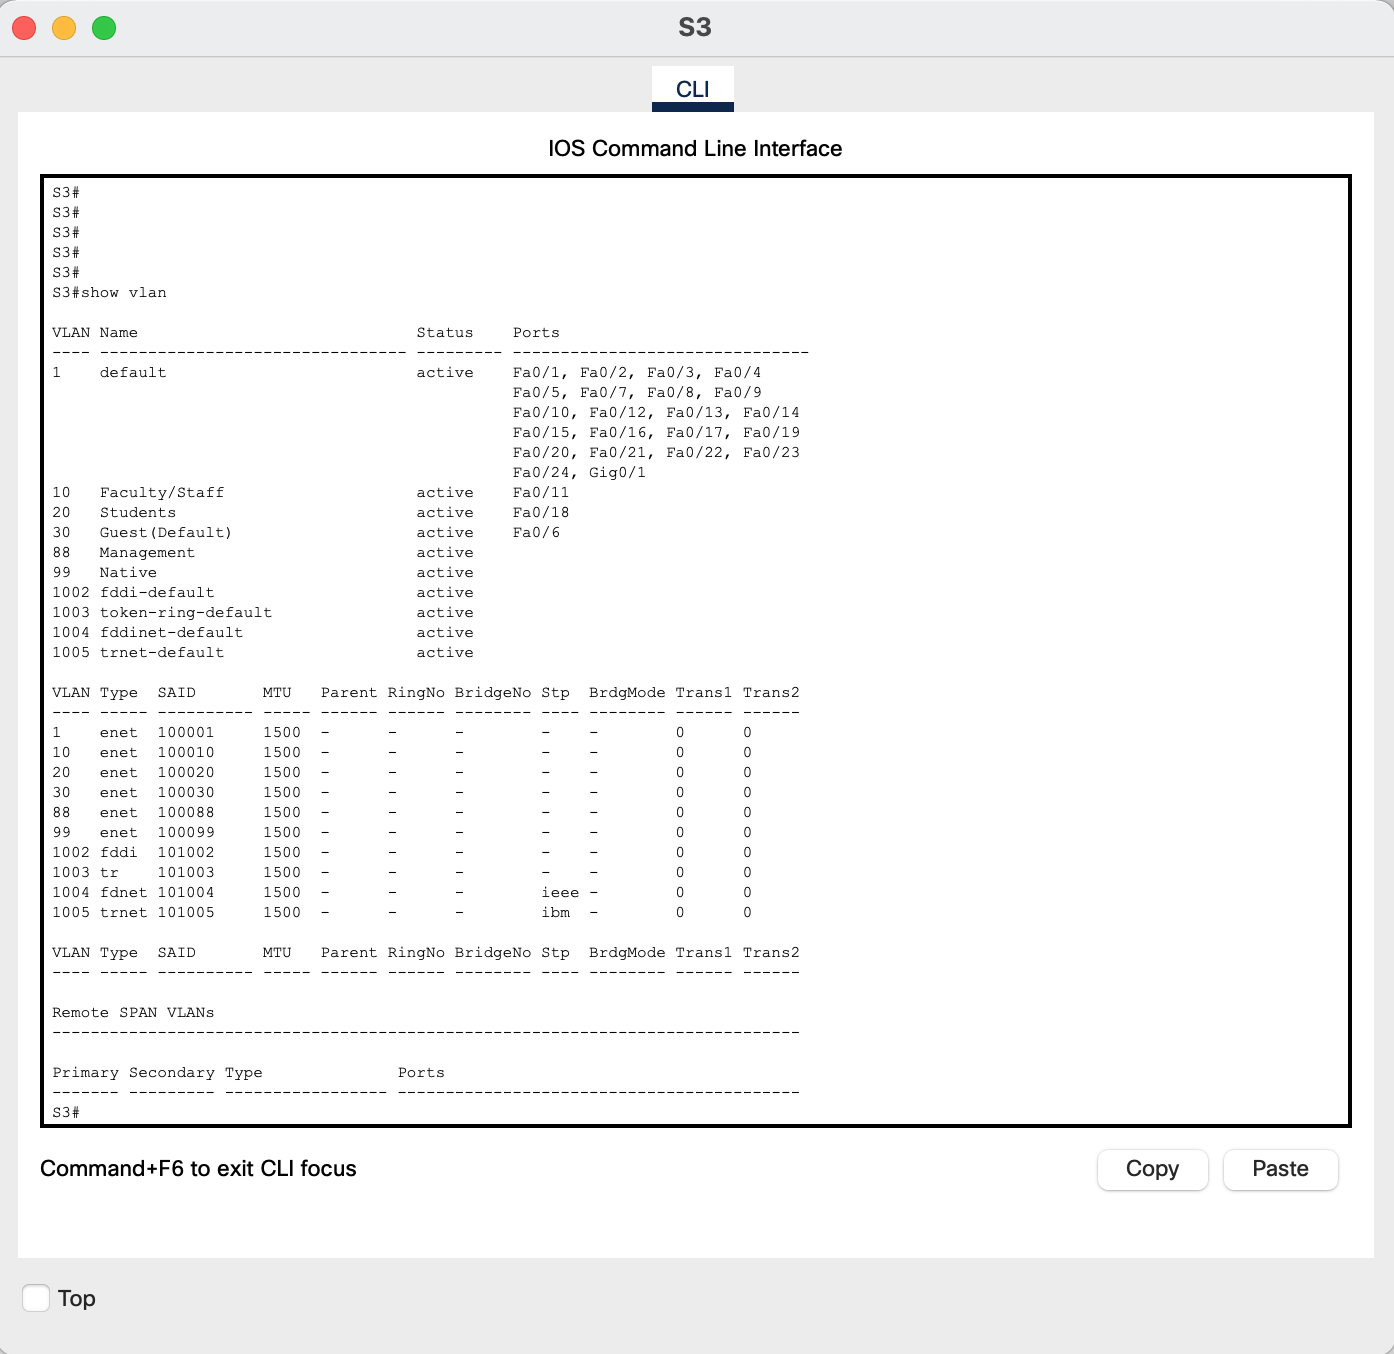 S3
CLI
IOS Command Line Interface
S3#
S3#
S3#
S3#
S3#
S3#show vlan
VLAN Name                             Status    Ports
---- -------------------------------- --------- -------------------------------
1    default                          active    Fa0/1, Fa0/2, Fa0/3, Fa0/4
                                                Fa0/5, Fa0/7, Fa0/8, Fa0/9
                                                Fa0/10, Fa0/12, Fa0/13, Fa0/14
                                                Fa0/15, Fa0/16, Fa0/17, Fa0/19
                                                Fa0/20, Fa0/21, Fa0/22, Fa0/23
                                                Fa0/24, Gig0/1
10   Faculty/Staff                    active    Fa0/11
20   Students                         active    Fa0/18
30   Guest(Default)                   active    Fa0/6
88   Management                       active
99   Native                           active
1002 fddi-default                     active
1003 token-ring-default               active
1004 fddinet-default                  active
1005 trnet-default                    active
VLAN Type  SAID       MTU   Parent RingNo BridgeNo Stp  BrdgMode Trans1 Trans2
---- ----- ---------- ----- ------ ------ -------- ---- -------- ------ ------
1    enet  100001     1500  -      -      -        -    -        0      0
10   enet  100010     1500  -      -      -        -    -        0      0
20   enet  100020     1500  -      -      -        -    -        0      0
30   enet  100030     1500  -      -      -        -    -        0      0
88   enet  100088     1500  -      -      -        -    -        0      0
99   enet  100099     1500  -      -      -        -    -        0      0
1002 fddi  101002     1500  -      -      -        -    -        0      0
1003 tr    101003     1500  -      -      -        -    -        0      0
1004 fdnet 101004     1500  -      -      -        ieee -        0      0
1005 trnet 101005     1500  -      -      -        ibm  -        0      0
VLAN Type  SAID       MTU   Parent RingNo BridgeNo Stp  BrdgMode Trans1 Trans2
---- ----- ---------- ----- ------ ------ -------- ---- -------- ------ ------
Remote SPAN VLANs
------------------------------------------------------------------------------
Primary Secondary Type              Ports
------- --------- ----------------- ------------------------------------------
S3#
Command+F6 to exit CLI focus
Copy
Paste
Top